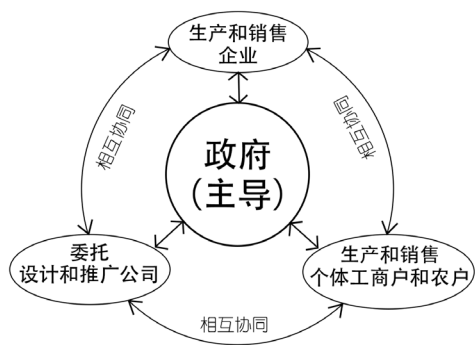 生产和销售
企业
相互协同
相互协同
政府
(主导)
委托
设计和推广公司
生产和销售
个体工商户和农户
相互协同